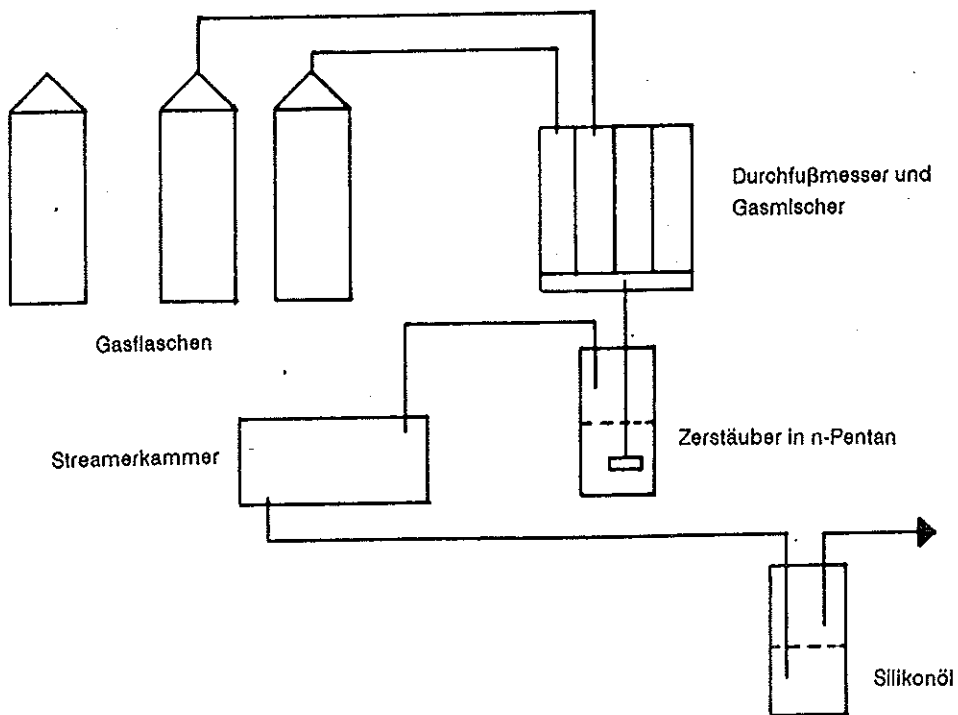 Durchfußmesser und
Gasmischer
Gasflaschen
Streamerkammer
Zerstäuber in n-Pentan
Silikonöl